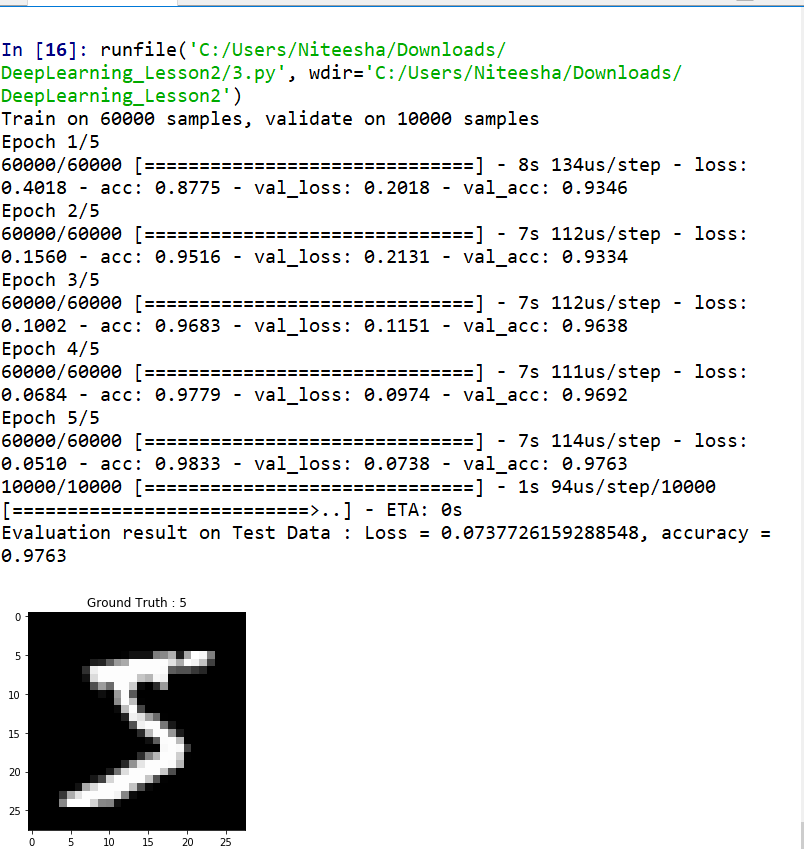 In [16]: runfile('C:/Users/Niteesha/Downloads/
DeepLearning_Lesson2/3.py', wdir='C:/Users/Niteesha/Downloads/
DeepLearning_Lesson2')
Train on 60000 samples, validate on 10000 samples
Epoch 1/5
60000/60000 [==============================] - 8s 134us/step - loss:
0.4018 - acc: 0.8775 - val_loss: 0.2018 - val_acc: 0.9346
Epoch 2/5
60000/60000 [==============================] - 7s 112us/step - loss:
0.1560 - acc: 0.9516 - val_loss: 0.2131 - val_acc: 0.9334
Epoch 3/5
60000/60000 [==============================] - 7s 112us/step - loss:
0.1002 - acc: 0.9683 - val_loss: 0.1151 - val_acc: 0.9638
Epoch 4/5
60000/60000 [==============================] - 7s 111us/step - loss:
0.0684 - acc: 0.9779 - val_loss: 0.0974 - val_acc: 0.9692
Epoch 5/5
60000/60000 [==============================] - 7s 114us/step - loss:
0.0510 - acc: 0.9833 - val_loss: 0.0738 - val_acc: 0.9763
10000/10000 [==============================] - 1s 94us/step/10000
[===========================>..] - ETA: 0s
Evaluation result on Test Data : Loss = 0.0737726159288548, accuracy =
0.9763
Ground Truth : 5
0
5
10
15
20
25
0 5 10 15 20 25